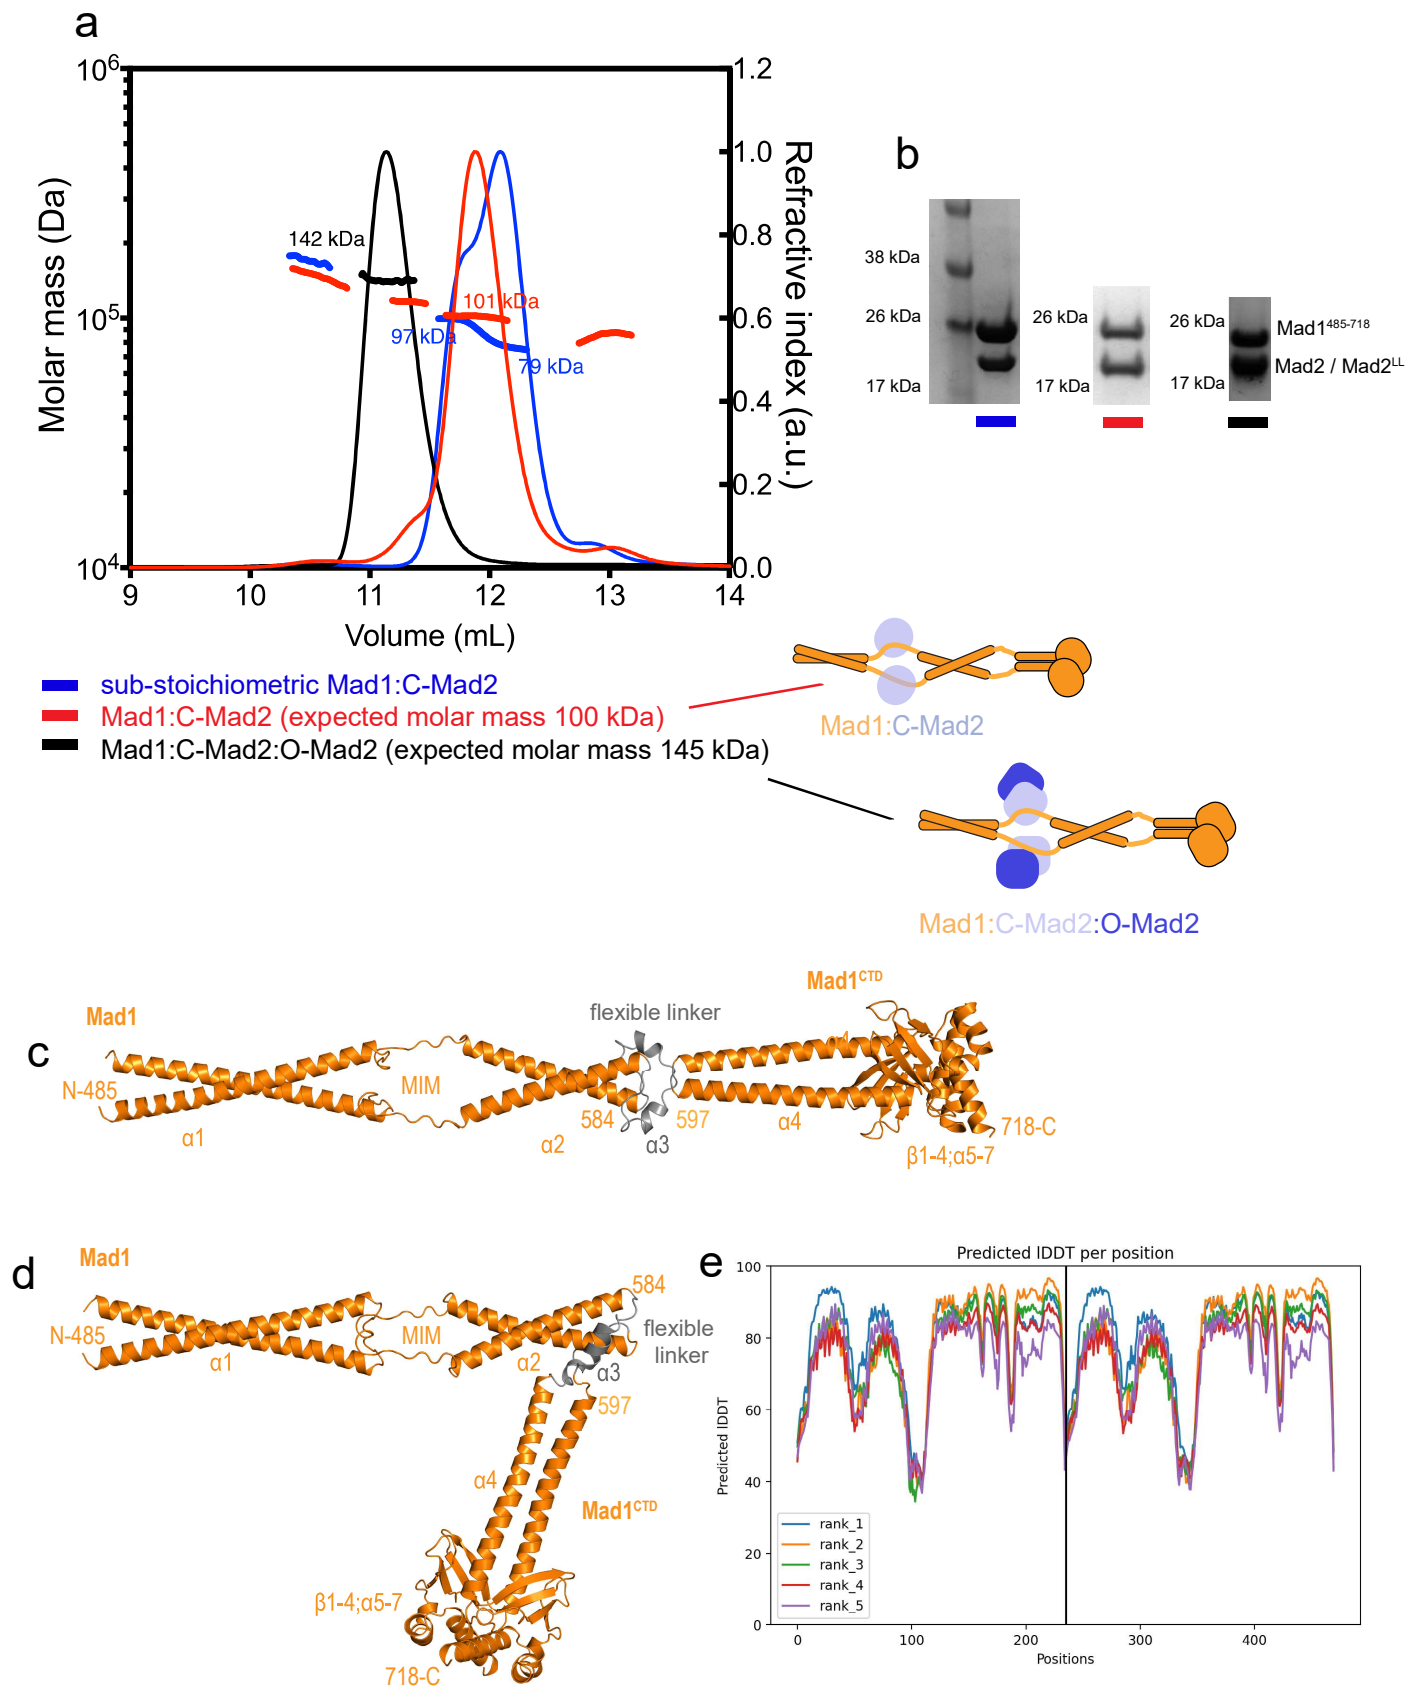 a
10⁶
10⁵
10⁴
Molar mass (Da)
1.2
1.0
0.8
0.6
0.4
0.2
0.0
Refractive index (a.u.)
142 kDa
101 kDa
97 kDa
79 kDa
9 10 11 12 13 14
Volume (mL)
sub-stoichiometric Mad1:C-Mad2
Mad1:C-Mad2 (expected molar mass 100 kDa)
Mad1:C-Mad2:O-Mad2 (expected molar mass 145 kDa)
Mad1:C-Mad2
Mad1:C-Mad2:O-Mad2
b
38 kDa
26 kDa
17 kDa
26 kDa
17 kDa
26 kDa
17 kDa
Mad1⁴⁸⁵⁻⁷¹⁸
Mad2 / Mad2ᴸᴸ
c
Mad1
N-485
α1
MIM
α2
584
flexible linker
α3
597
α4
α4
Mad1ᶜᵀᴰ
718-C
β1-4;α5-7
d
Mad1
N-485
α1
MIM
α2
584
flexible
linker
α3
597
α4
Mad1ᶜᵀᴰ
β1-4;α5-7
718-C
e
Predicted lDDT per position
100
80
60
40
20
0
Predicted lDDT
rank_1
rank_2
rank_3
rank_4
rank_5
0 100 200 300 400
Positions